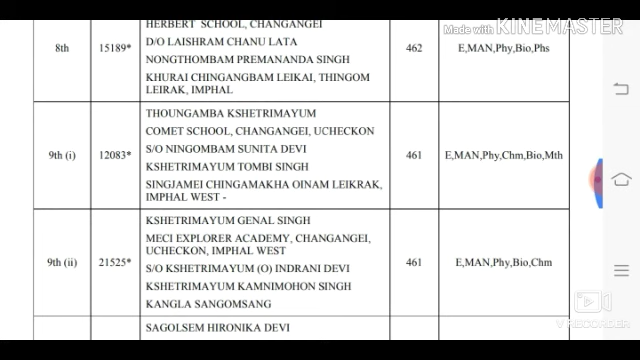 Made with KINEMASTER
HERBERT SCHOOL, CHANGANGEI
8th 15189* D/O LAISHRAM CHANU LATA 462 E,MAN,Phy,Bio,Phs
NONGTHOMBAM PREMANANDA SINGH
KHURAI CHINGANGBAM LEIKAI, THINGOM
LEIRAK, IMPHAL
THOUNGAMBA KSHETRIMAYUM
COMET SCHOOL, CHANGANGEI, UCHECKON
9th (i) 12083* S/O NINGOMBAM SUNITA DEVI 461 E,MAN,Phy,Chm,Bio,Mth
KSHETRIMAYUM TOMBI SINGH
SINGJAMEI CHINGAMAKHA OINAM LEIKRAK,
IMPHAL WEST -
KSHETRIMAYUM GENAL SINGH
MECI EXPLORER ACADEMY, CHANGANGEI,
UCHECKON, IMPHAL WEST
9th (ii) 21525* S/O KSHETRIMAYUM (O) INDRANI DEVI 461 E,MAN,Phy,Bio,Chm
KSHETRIMAYUM KAMNIMOHON SINGH
KANGLA SANGOMSANG
SAGOLSEM HIRONIKA DEVI
RECORDER